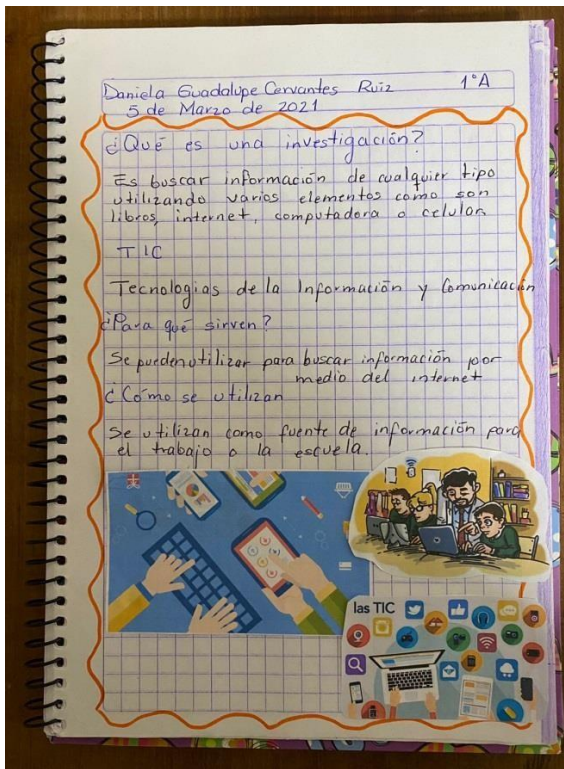 Daniela Guadalupe Cervantes Ruiz 1°A
5 de Marzo de 2021
¿Qué es una investigación?
Es buscar información de cualquier tipo
utilizando varios elementos como son
libros, internet, computadora o celular.
TIC
Tecnologias de la Información y Comunicación
¿Para qué sirven?
Se pueden utilizar para buscar información por
medio del internet
¿Cómo se utilizan
Se utilizan como fuente de información para
el trabajo o la escuela.
las TIC